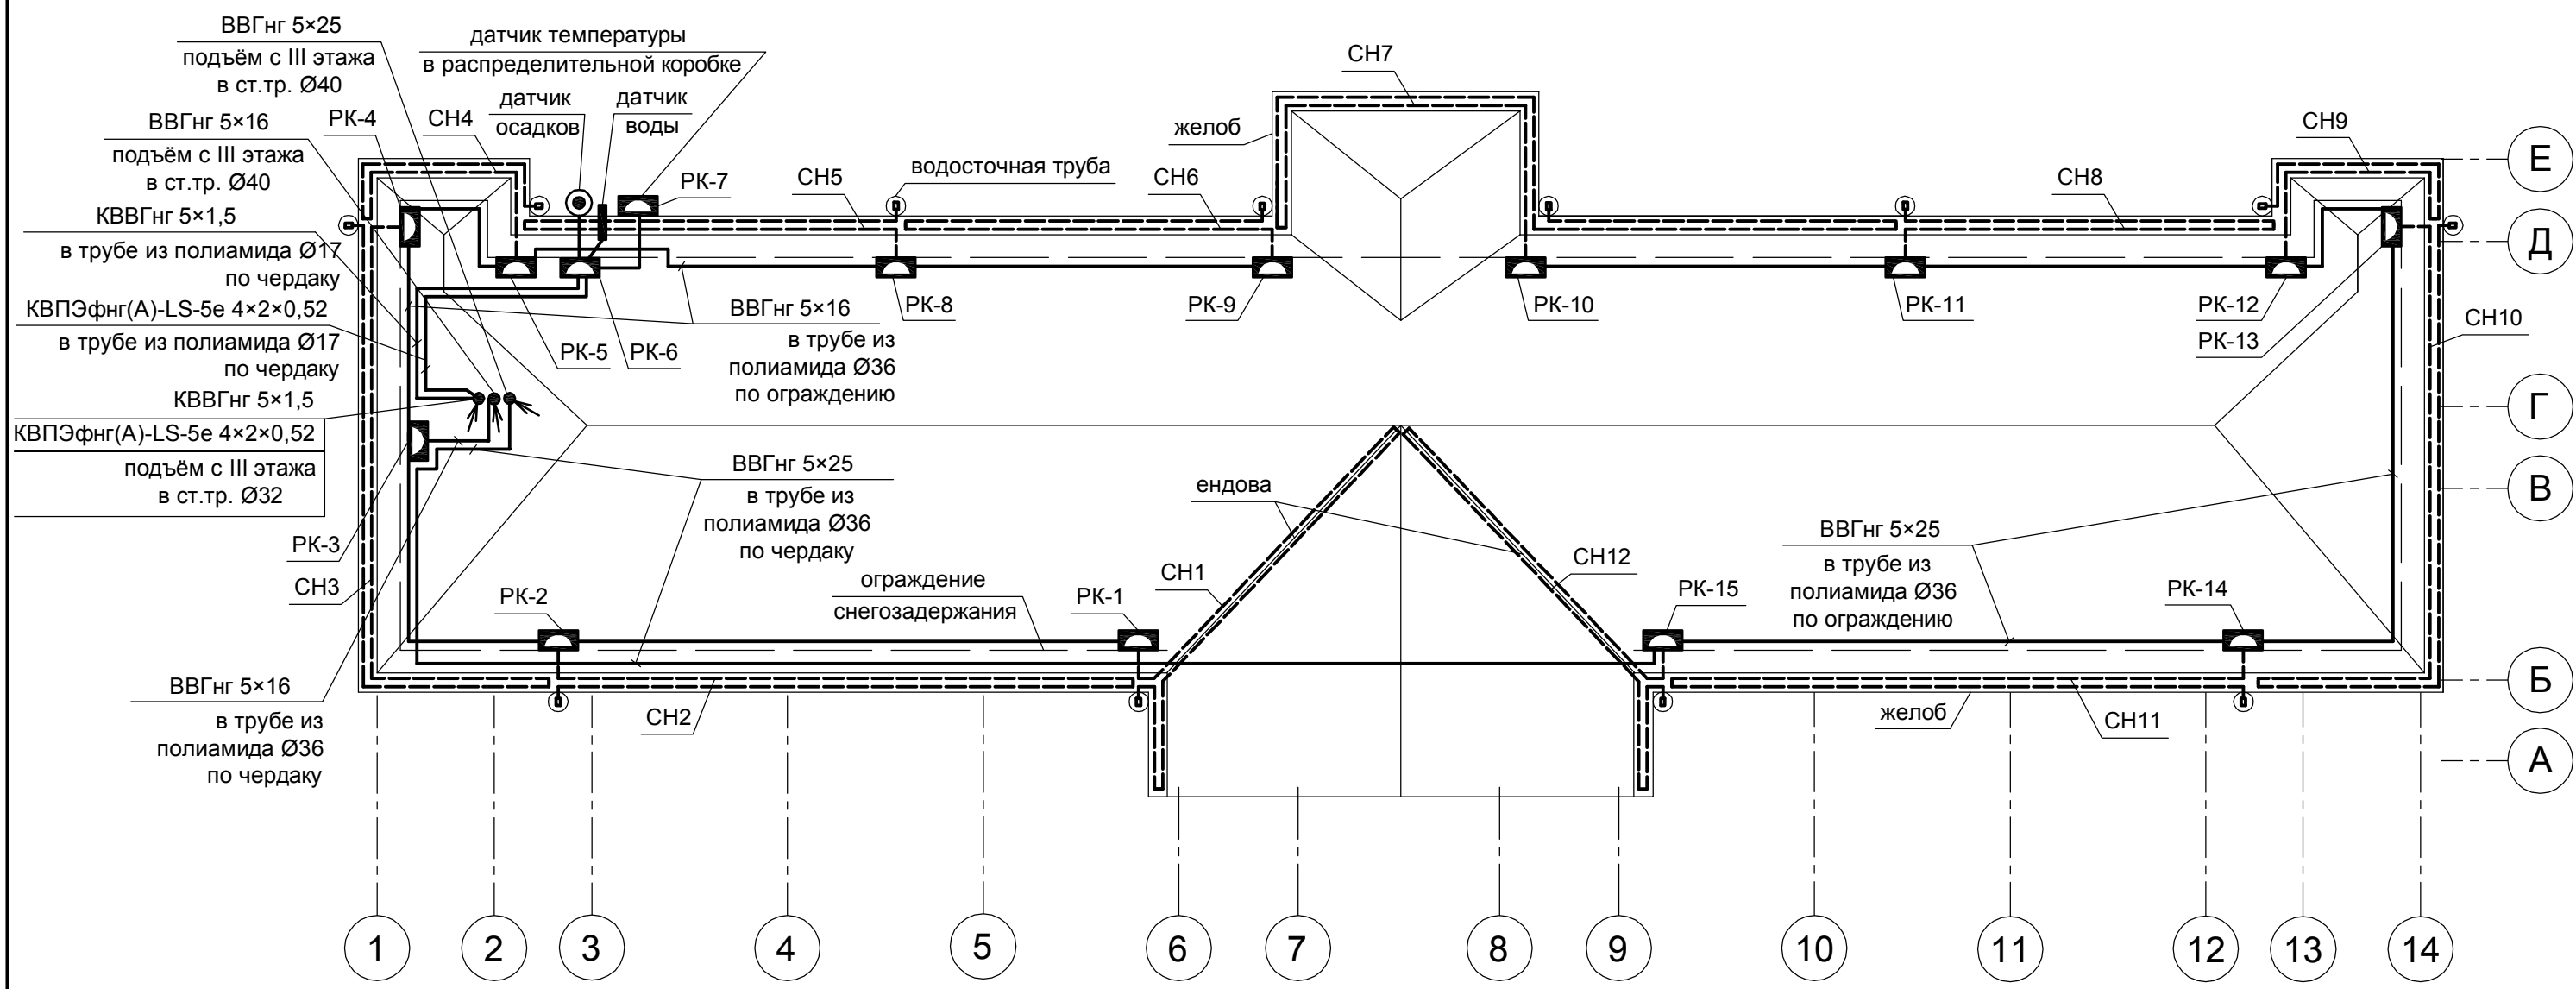 ВВГнг 5×25
подъём с III этажа
в ст.тр. Ø40
датчик температуры
в распределительной коробке
датчик
осадков
датчик
воды
ВВГнг 5×16
подъём с III этажа
в ст.тр. Ø40
РК-4
СН4
КВВГнг 5×1,5
в трубе из полиамида Ø17
по чердаку
КВПЭфнг(А)-LS-5е 4×2×0,52
в трубе из полиамида Ø17
по чердаку
КВВГнг 5×1,5
КВПЭфнг(А)-LS-5е 4×2×0,52
подъём с III этажа
в ст.тр. Ø32
РК-3
СН3
ВВГнг 5×16
в трубе из
полиамида Ø36
по чердаку
РК-7
СН5
водосточная труба
СН6
желоб
СН7
СН9
СН8
РК-5
РК-6
ВВГнг 5×16
в трубе из
полиамида Ø36
по ограждению
РК-8
РК-9
РК-10
РК-11
РК-12
РК-13
СН10
ВВГнг 5×25
в трубе из
полиамида Ø36
по чердаку
ендова
СН1
СН12
ВВГнг 5×25
в трубе из
полиамида Ø36
по ограждению
РК-2
ограждение
снегозадержания
РК-1
РК-15
РК-14
СН2
желоб
СН11
Е
Д
Г
В
Б
А
1
2
3
4
5
6
7
8
9
10
11
12
13
14